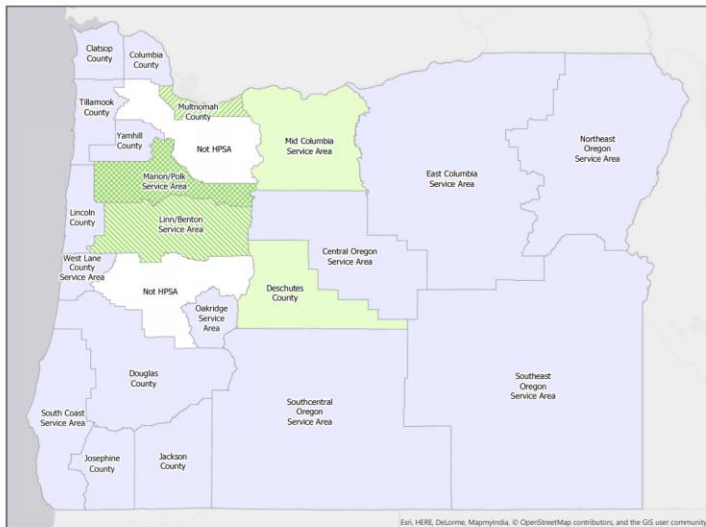 Clatsop
County
Columbia
County
Tillamook
County
Multnomah
County
Yamhill
County
Not HPSA
Mid Columbia
Service Area
Northeast
Oregon
Service Area
East Columbia
Service Area
Marion/Polk
Service Area
Lincoln
County
Linn/Benton
Service Area
Central Oregon
Service Area
West Lane
County
Service Area
Not HPSA
Deschutes
County
Oakridge
Service
Area
Douglas
County
Southeast
Oregon
Service Area
Southcentral
Oregon
Service Area
South Coast
Service Area
Josephine
County
Jackson
County
Esri, HERE, DeLorme, MapmyIndia, © OpenStreetMap contributors, and the GIS user community